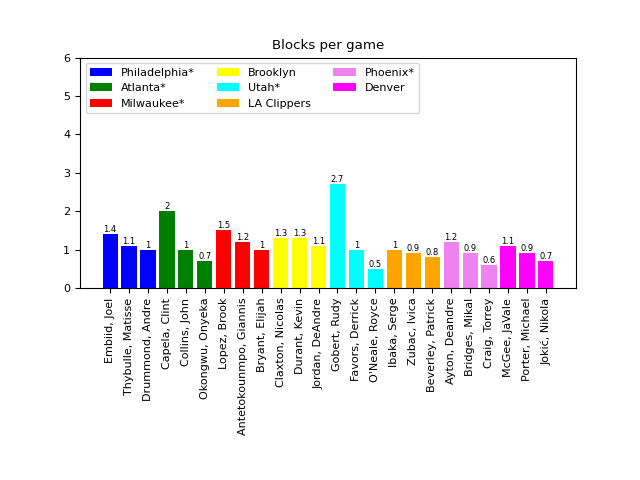 Blocks per game
6
5
4
3
2
1
0
Philadelphia*
Atlanta*
Milwaukee*
Brooklyn
Utah*
LA Clippers
Phoenix*
Denver
1.4
1.1
1
2
1
0.7
1.5
1.2
1
1.3
1.3
1.1
2.7
1
0.5
1
0.9
0.8
1.2
0.9
0.6
1.1
0.9
0.7
Embiid, Joel
Thybulle, Matisse
Drummond, Andre
Capela, Clint
Collins, John
Okongwu, Onyeka
Lopez, Brook
Antetokounmpo, Giannis
Bryant, Elijah
Claxton, Nicolas
Durant, Kevin
Jordan, DeAndre
Gobert, Rudy
Favors, Derrick
O'Neale, Royce
Ibaka, Serge
Zubac, Ivica
Beverley, Patrick
Ayton, Deandre
Bridges, Mikal
Craig, Torrey
McGee, JaVale
Porter, Michael
Jokić, Nikola